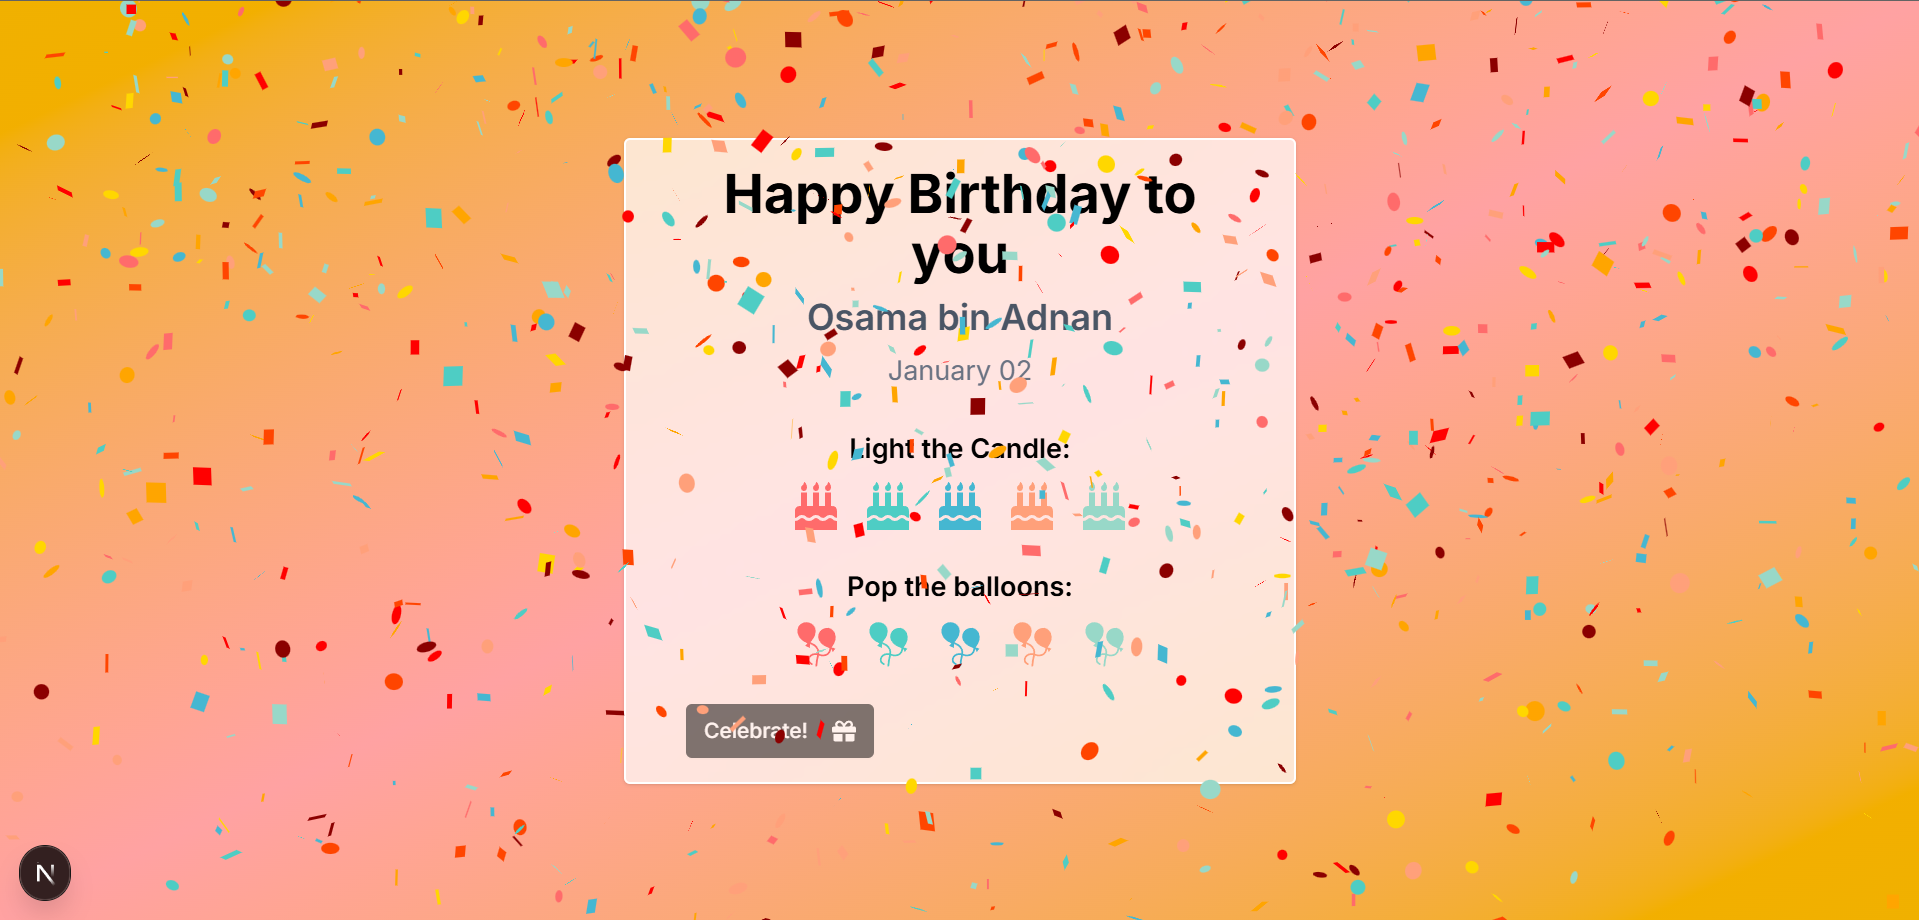 Happy Birthday to
you
Osama bin Adnan
January 02
Light the Candle:
Pop the balloons:
Celebrate!
N